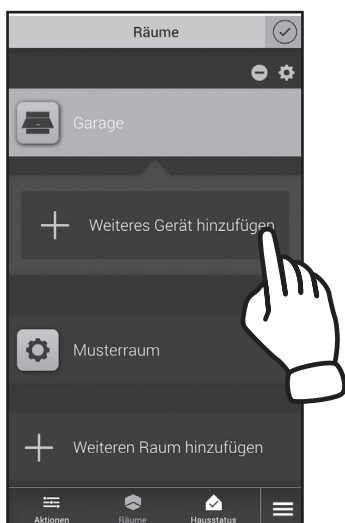 Räume
Garage
Weiteres Gerät hinzufügen
Musterraum
Weiteren Raum hinzufügen
Aktionen Räume Hausstatus